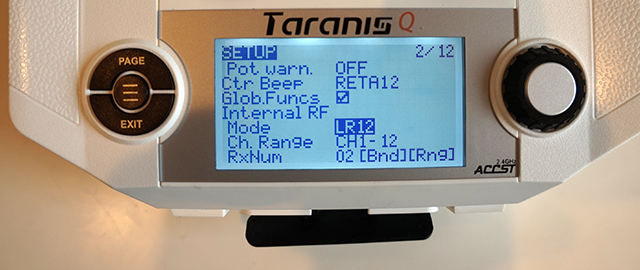 Taranis Q
PAGE
EXIT
SETUP 2/12
Pot warn. OFF
Ctr Beep RETA12
Glob.Funcs
Internal RF
Mode LR12
Ch. Range CH1-12
RxNum 02 [Bnd][Rng]
2.4GHz
ACCST